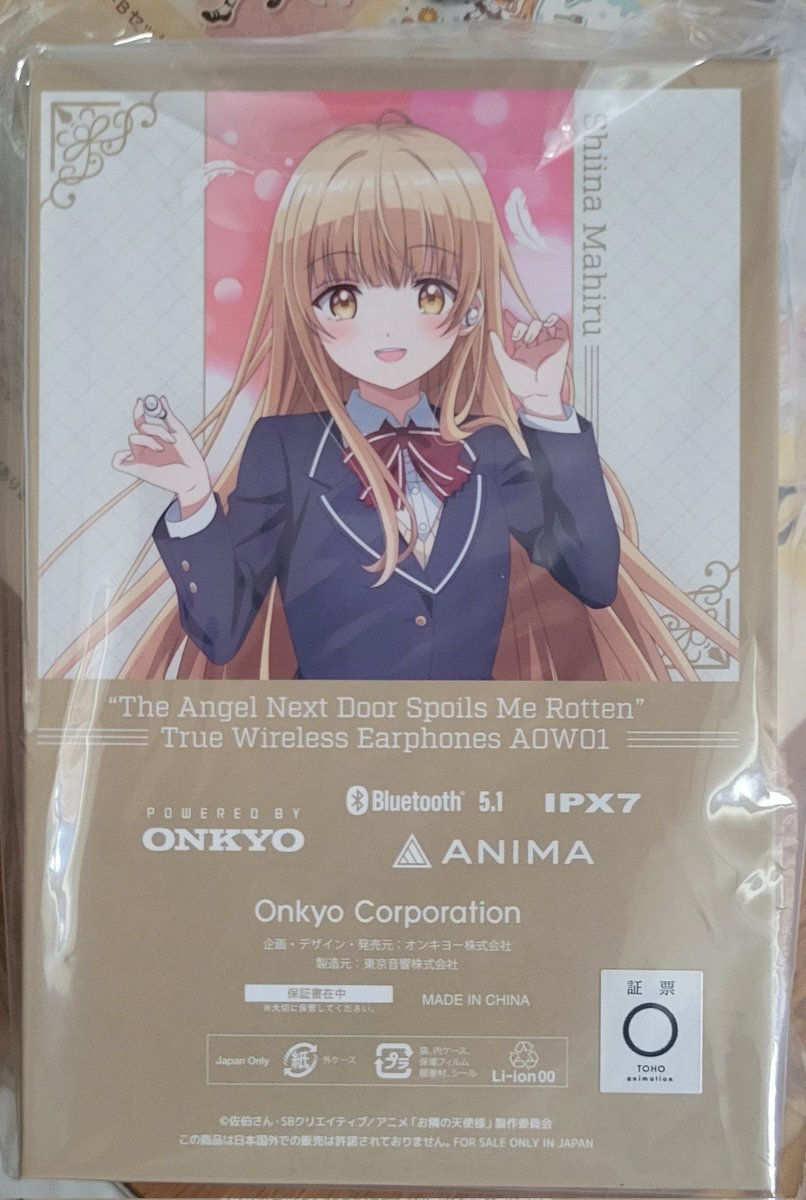 Bセット
Shiina Mahiru
“The Angel Next Door Spoils Me Rotten”
True Wireless Earphones AOW01
POWERED BY
ONKYO
Bluetooth® 5.1
IPX7
ANIMA
Onkyo Corporation
企画・デザイン・発売元:オンキヨー株式会社
製造元:東京音響株式会社
保証書在中
※大切に保管してください。
MADE IN CHINA
証 票
TOHO
animation
Japan Only
紙
外ケース
プラ
袋、内ケース、
保護フィルム
緩衝材、シール
Li-ion 00
©佐伯さん・SBクリエイティブ/アニメ「お隣の天使様」製作委員会
この商品は日本国外での販売は許諾されておりません。FOR SALE ONLY IN JAPAN